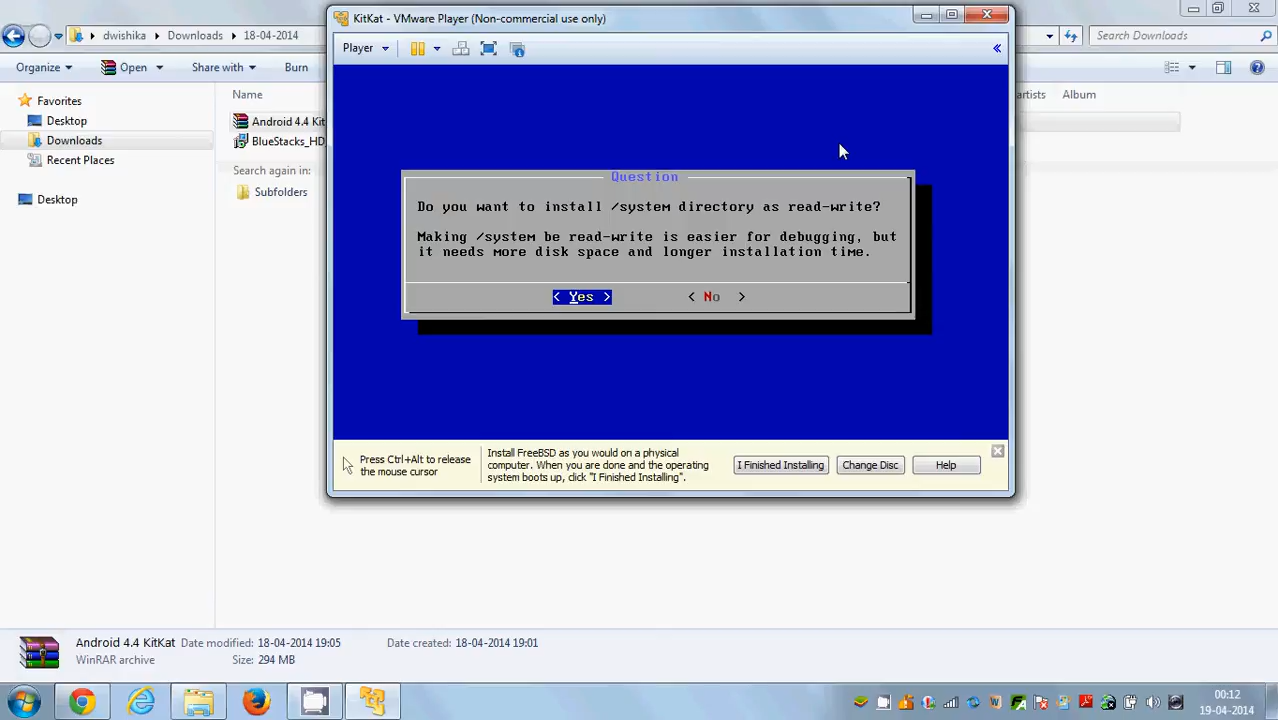 KitKat - VMware Player (Non-commercial use only)
dwishika
Downloads
18-04-2014
Search Downloads
Player
Organize
Open
Share with
Burn
Favorites
Desktop
Downloads
Recent Places
Desktop
Name
artists
Album
Android 4.4 Kit
BlueStacks_HD
Search again in:
Subfolders
Question
Do you want to install /system directory as read-write?
Making /system be read-write is easier for debugging, but
it needs more disk space and longer installation time.
< Yes >
< No >
Press Ctrl+Alt to release
the mouse cursor
Install FreeBSD as you would on a physical
computer. When you are done and the operating
system boots up, click "I Finished Installing".
I Finished Installing
Change Disc
Help
Android 4.4 KitKat Date modified: 18-04-2014 19:05 Date created: 18-04-2014 19:01
WinRAR archive Size: 294 MB
00:12
19-04-2014